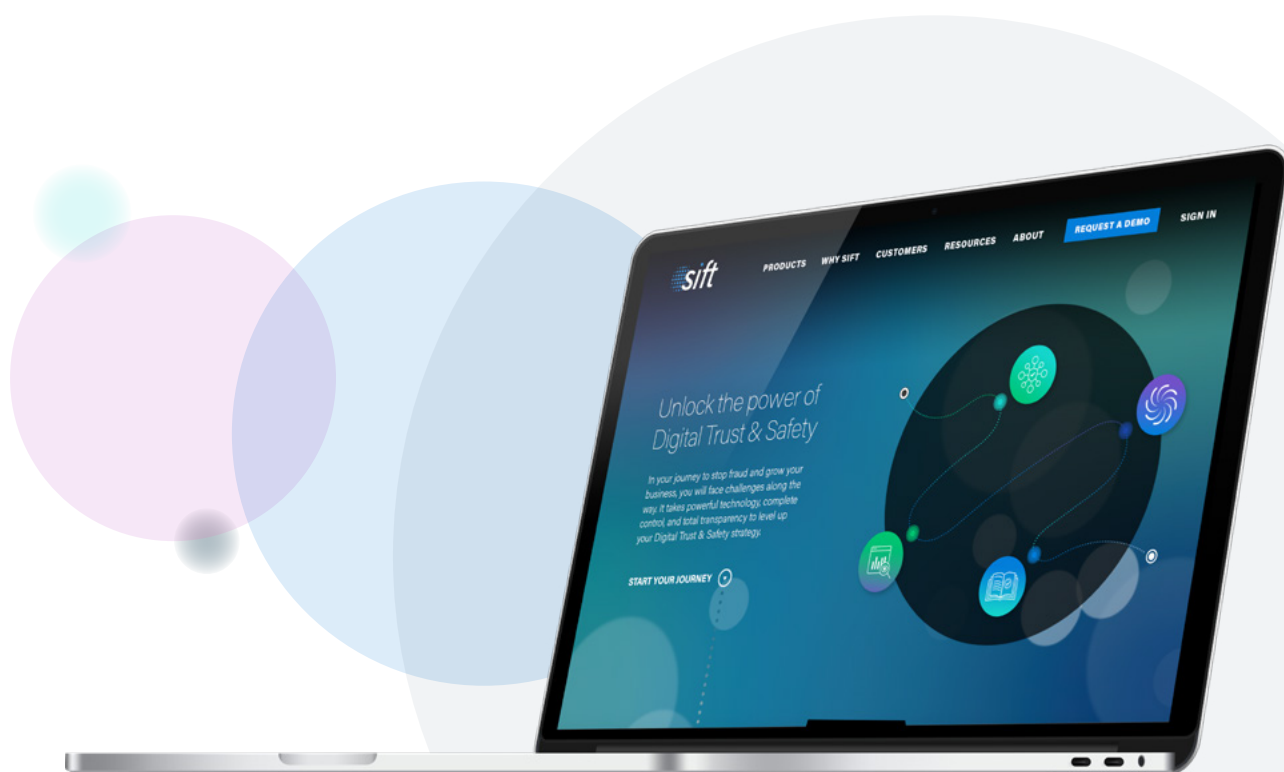 sift
PRODUCTS
WHY SIFT
CUSTOMERS
RESOURCES
ABOUT
REQUEST A DEMO
SIGN IN
Unlock the power of
Digital Trust & Safety
In your journey to stop fraud and grow your
business, you will face challenges along the
way. It takes powerful technology, complete
control, and total transparency to level up
your Digital Trust & Safety strategy.
START YOUR JOURNEY